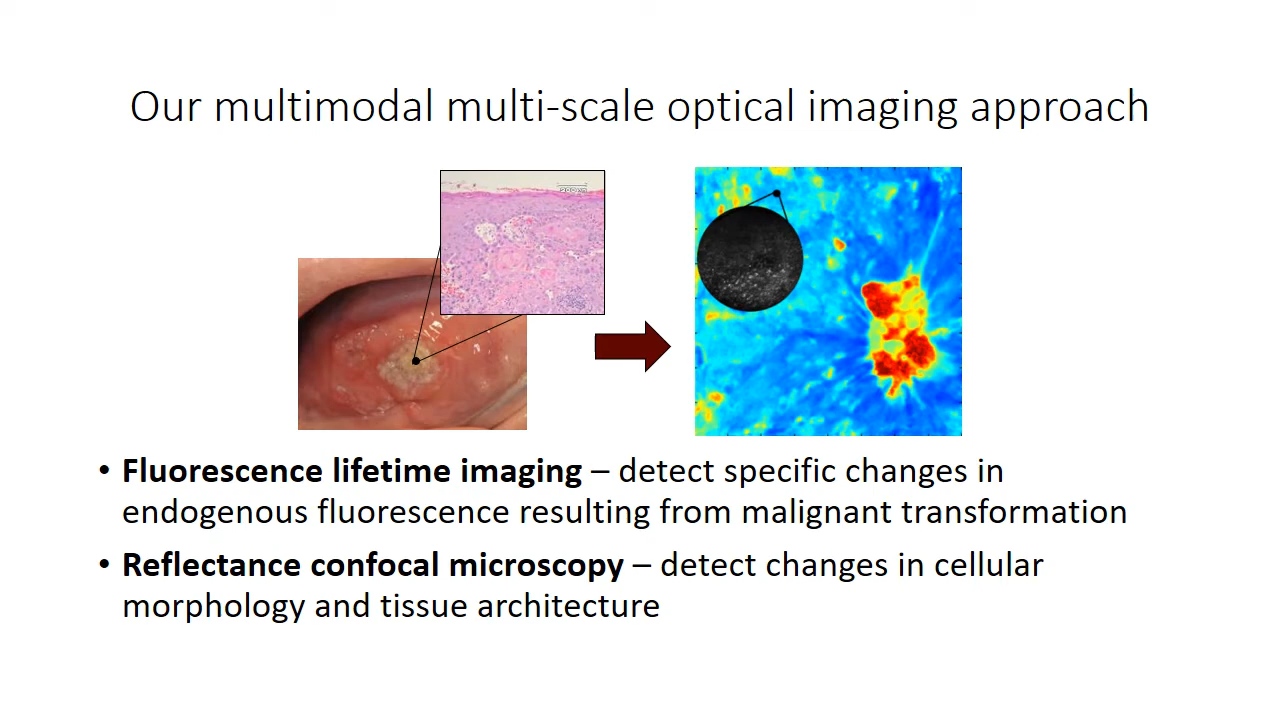 Our multimodal multi-scale optical imaging approach
• Fluorescence lifetime imaging – detect specific changes in
endogenous fluorescence resulting from malignant transformation
• Reflectance confocal microscopy – detect changes in cellular
morphology and tissue architecture